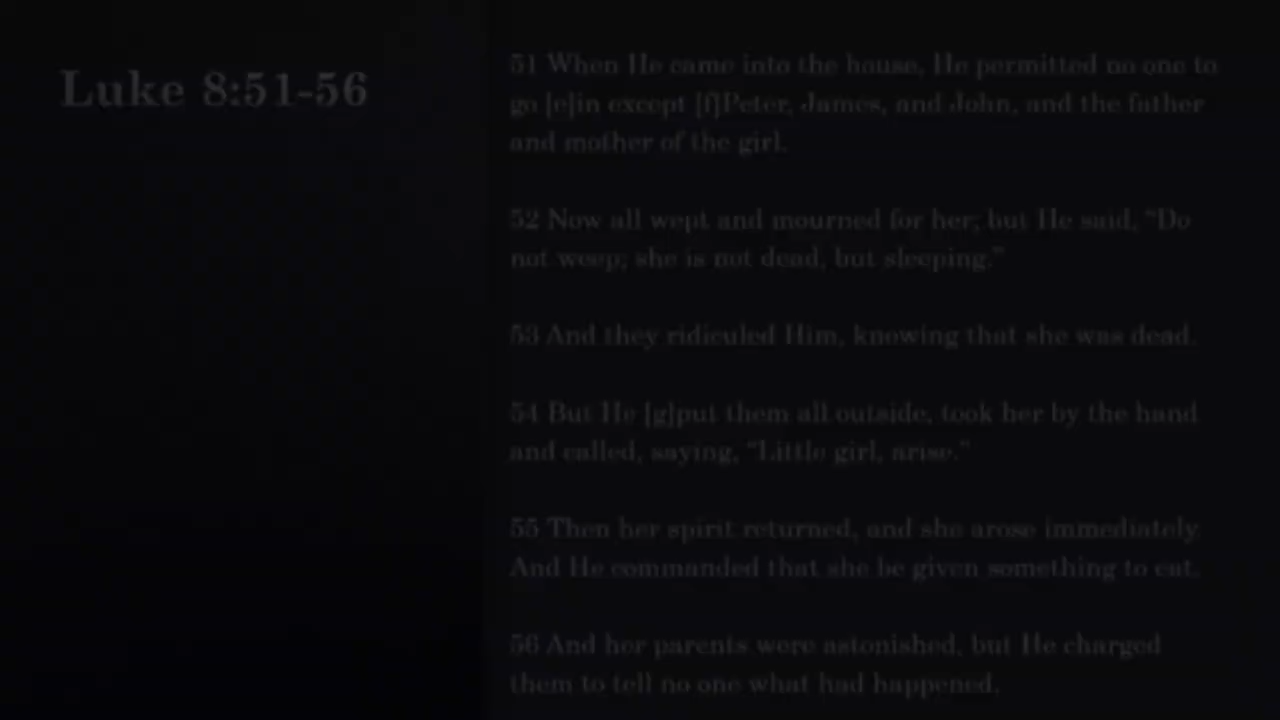 Luke 8:51-56
51 When He came into the house, He permitted no one to
go [e]in except [f]Peter, James, and John, and the father
and mother of the girl.
52 Now all wept and mourned for her; but He said, “Do
not weep; she is not dead, but sleeping.”
53 And they ridiculed Him, knowing that she was dead.
54 But He [g]put them all outside, took her by the hand
and called, saying, “Little girl, arise.”
55 Then her spirit returned, and she arose immediately.
And He commanded that she be given something to eat.
56 And her parents were astonished, but He charged
them to tell no one what had happened.